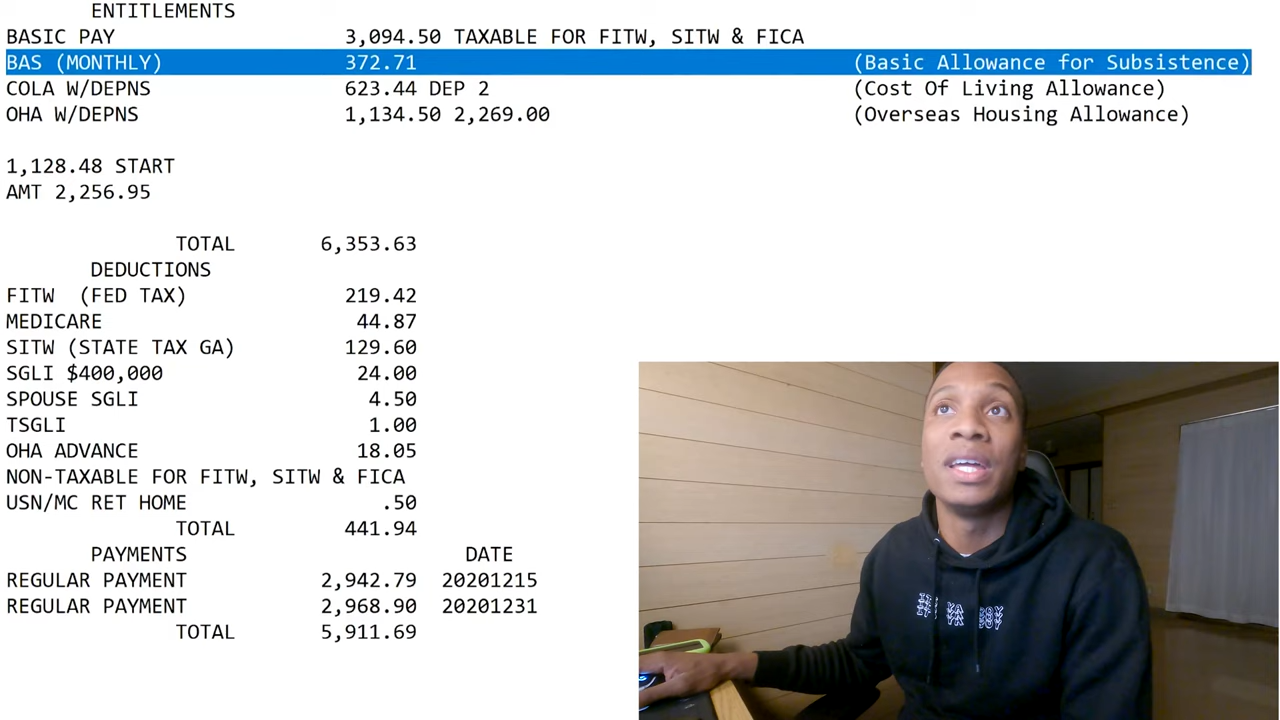 ENTITLEMENTS
BASIC PAY 3,094.50 TAXABLE FOR FITW, SITW & FICA
BAS (MONTHLY) 372.71 (Basic Allowance for Subsistence)
COLA W/DEPNS 623.44 DEP 2 (Cost Of Living Allowance)
OHA W/DEPNS 1,134.50 2,269.00 (Overseas Housing Allowance)
1,128.48 START
AMT 2,256.95
TOTAL 6,353.63
DEDUCTIONS
FITW (FED TAX) 219.42
MEDICARE 44.87
SITW (STATE TAX GA) 129.60
SGLI $400,000 24.00
SPOUSE SGLI 4.50
TSGLI 1.00
OHA ADVANCE 18.05
NON-TAXABLE FOR FITW, SITW & FICA
USN/MC RET HOME .50
TOTAL 441.94
PAYMENTS DATE
REGULAR PAYMENT 2,942.79 20201215
REGULAR PAYMENT 2,968.90 20201231
TOTAL 5,911.69